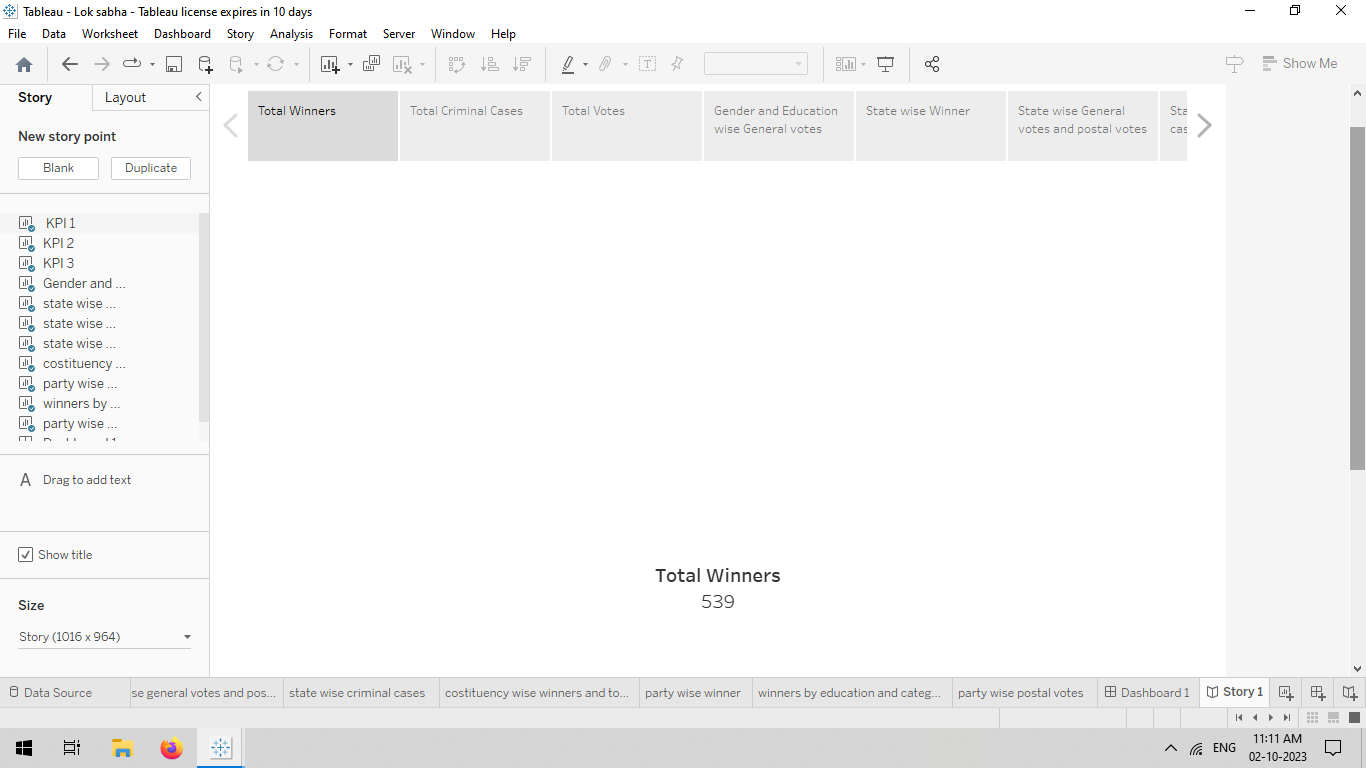 Tableau - Lok sabha - Tableau license expires in 10 days
File Data Worksheet Dashboard Story Analysis Format Server Window Help
Show Me
Story Layout
New story point
Blank Duplicate
KPI 1
KPI 2
KPI 3
Gender and ...
state wise ...
state wise ...
state wise ...
costituency ...
party wise ...
winners by ...
party wise ...
A Drag to add text
Show title
Size
Story (1016 x 964)
Total Winners
Total Criminal Cases
Total Votes
Gender and Education
wise General votes
State wise Winner
State wise General
votes and postal votes
Sta
cas
Total Winners
539
Data Source se general votes and pos... state wise criminal cases costituency wise winners and to... party wise winner winners by education and categ... party wise postal votes Dashboard 1 Story 1
ENG
11:11 AM
02-10-2023